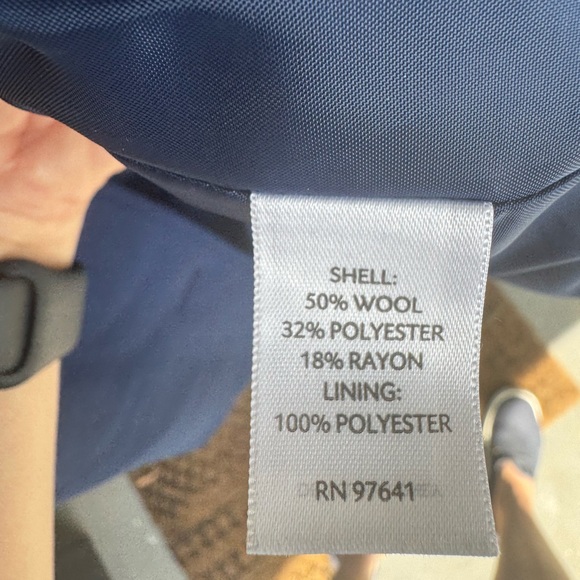 SHELL:
50% WOOL
32% POLYESTER
18% RAYON
LINING:
100% POLYESTER
RN 97641